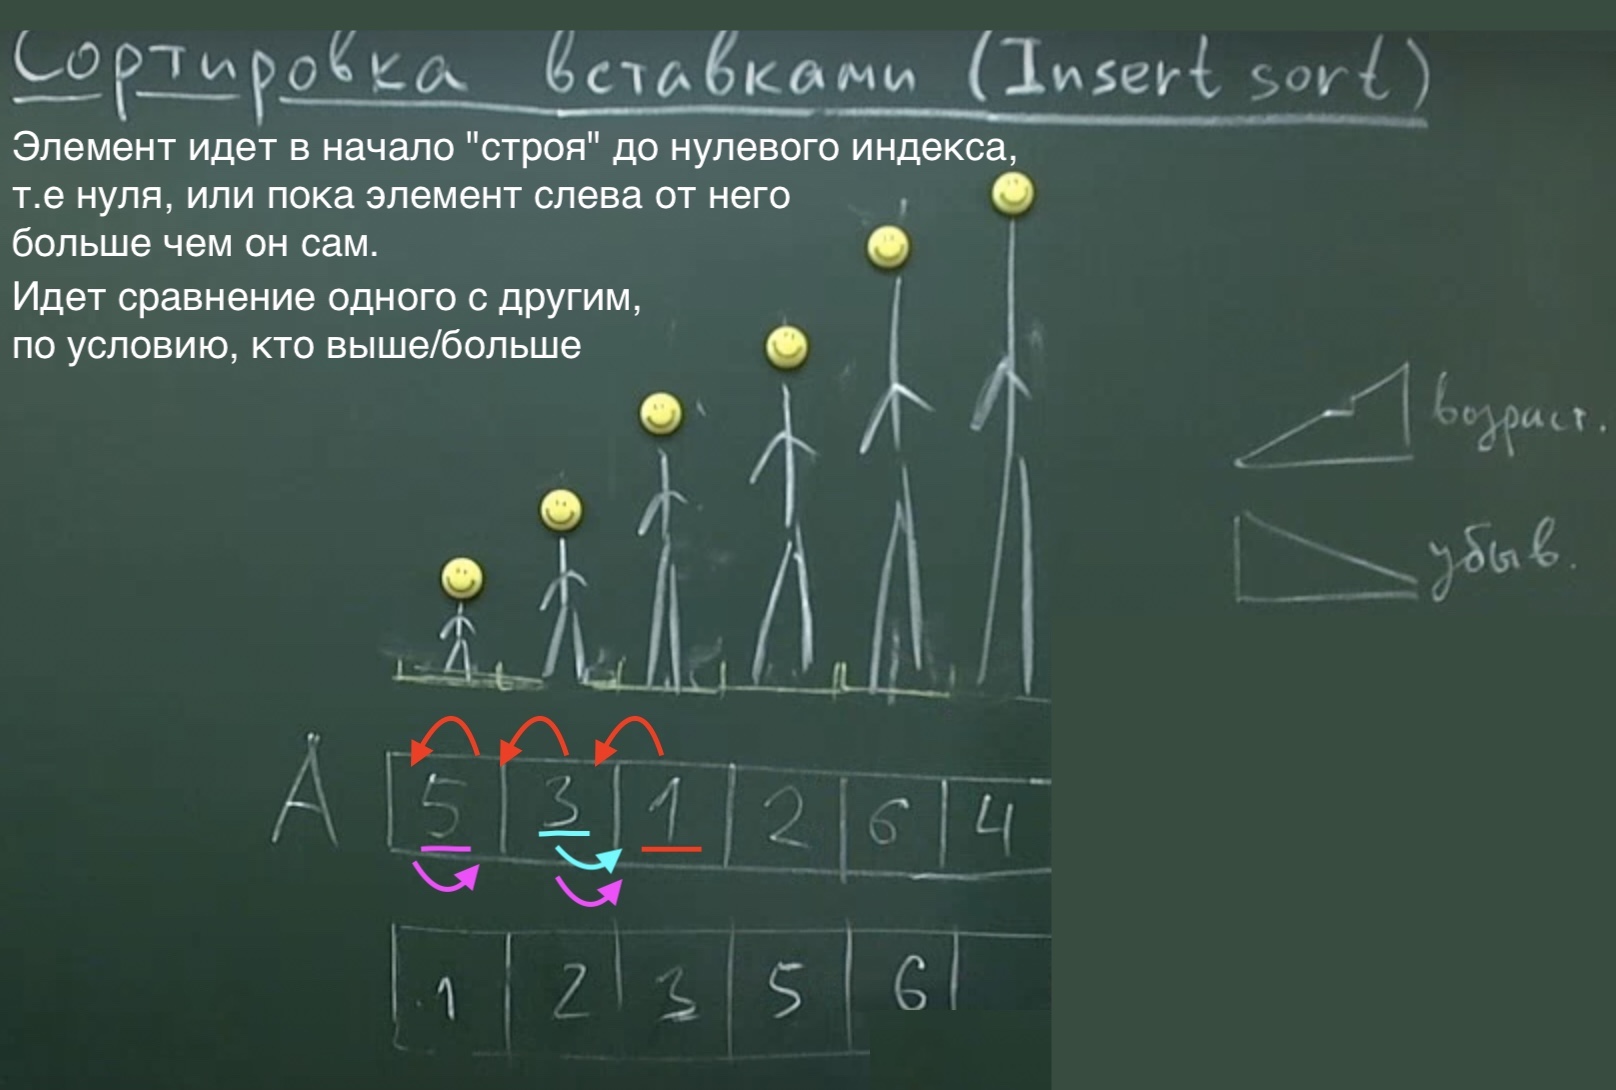 Сортировка вставками (Insert sort)
Элемент идет в начало "строя" до нулевого индекса,
т.е нуля, или пока элемент слева от него
больше чем он сам.
Идет сравнение одного с другим,
по условию, кто выше/больше
возраст.
убыв.
A 5 3 1 2 6 4
1 2 3 5 6